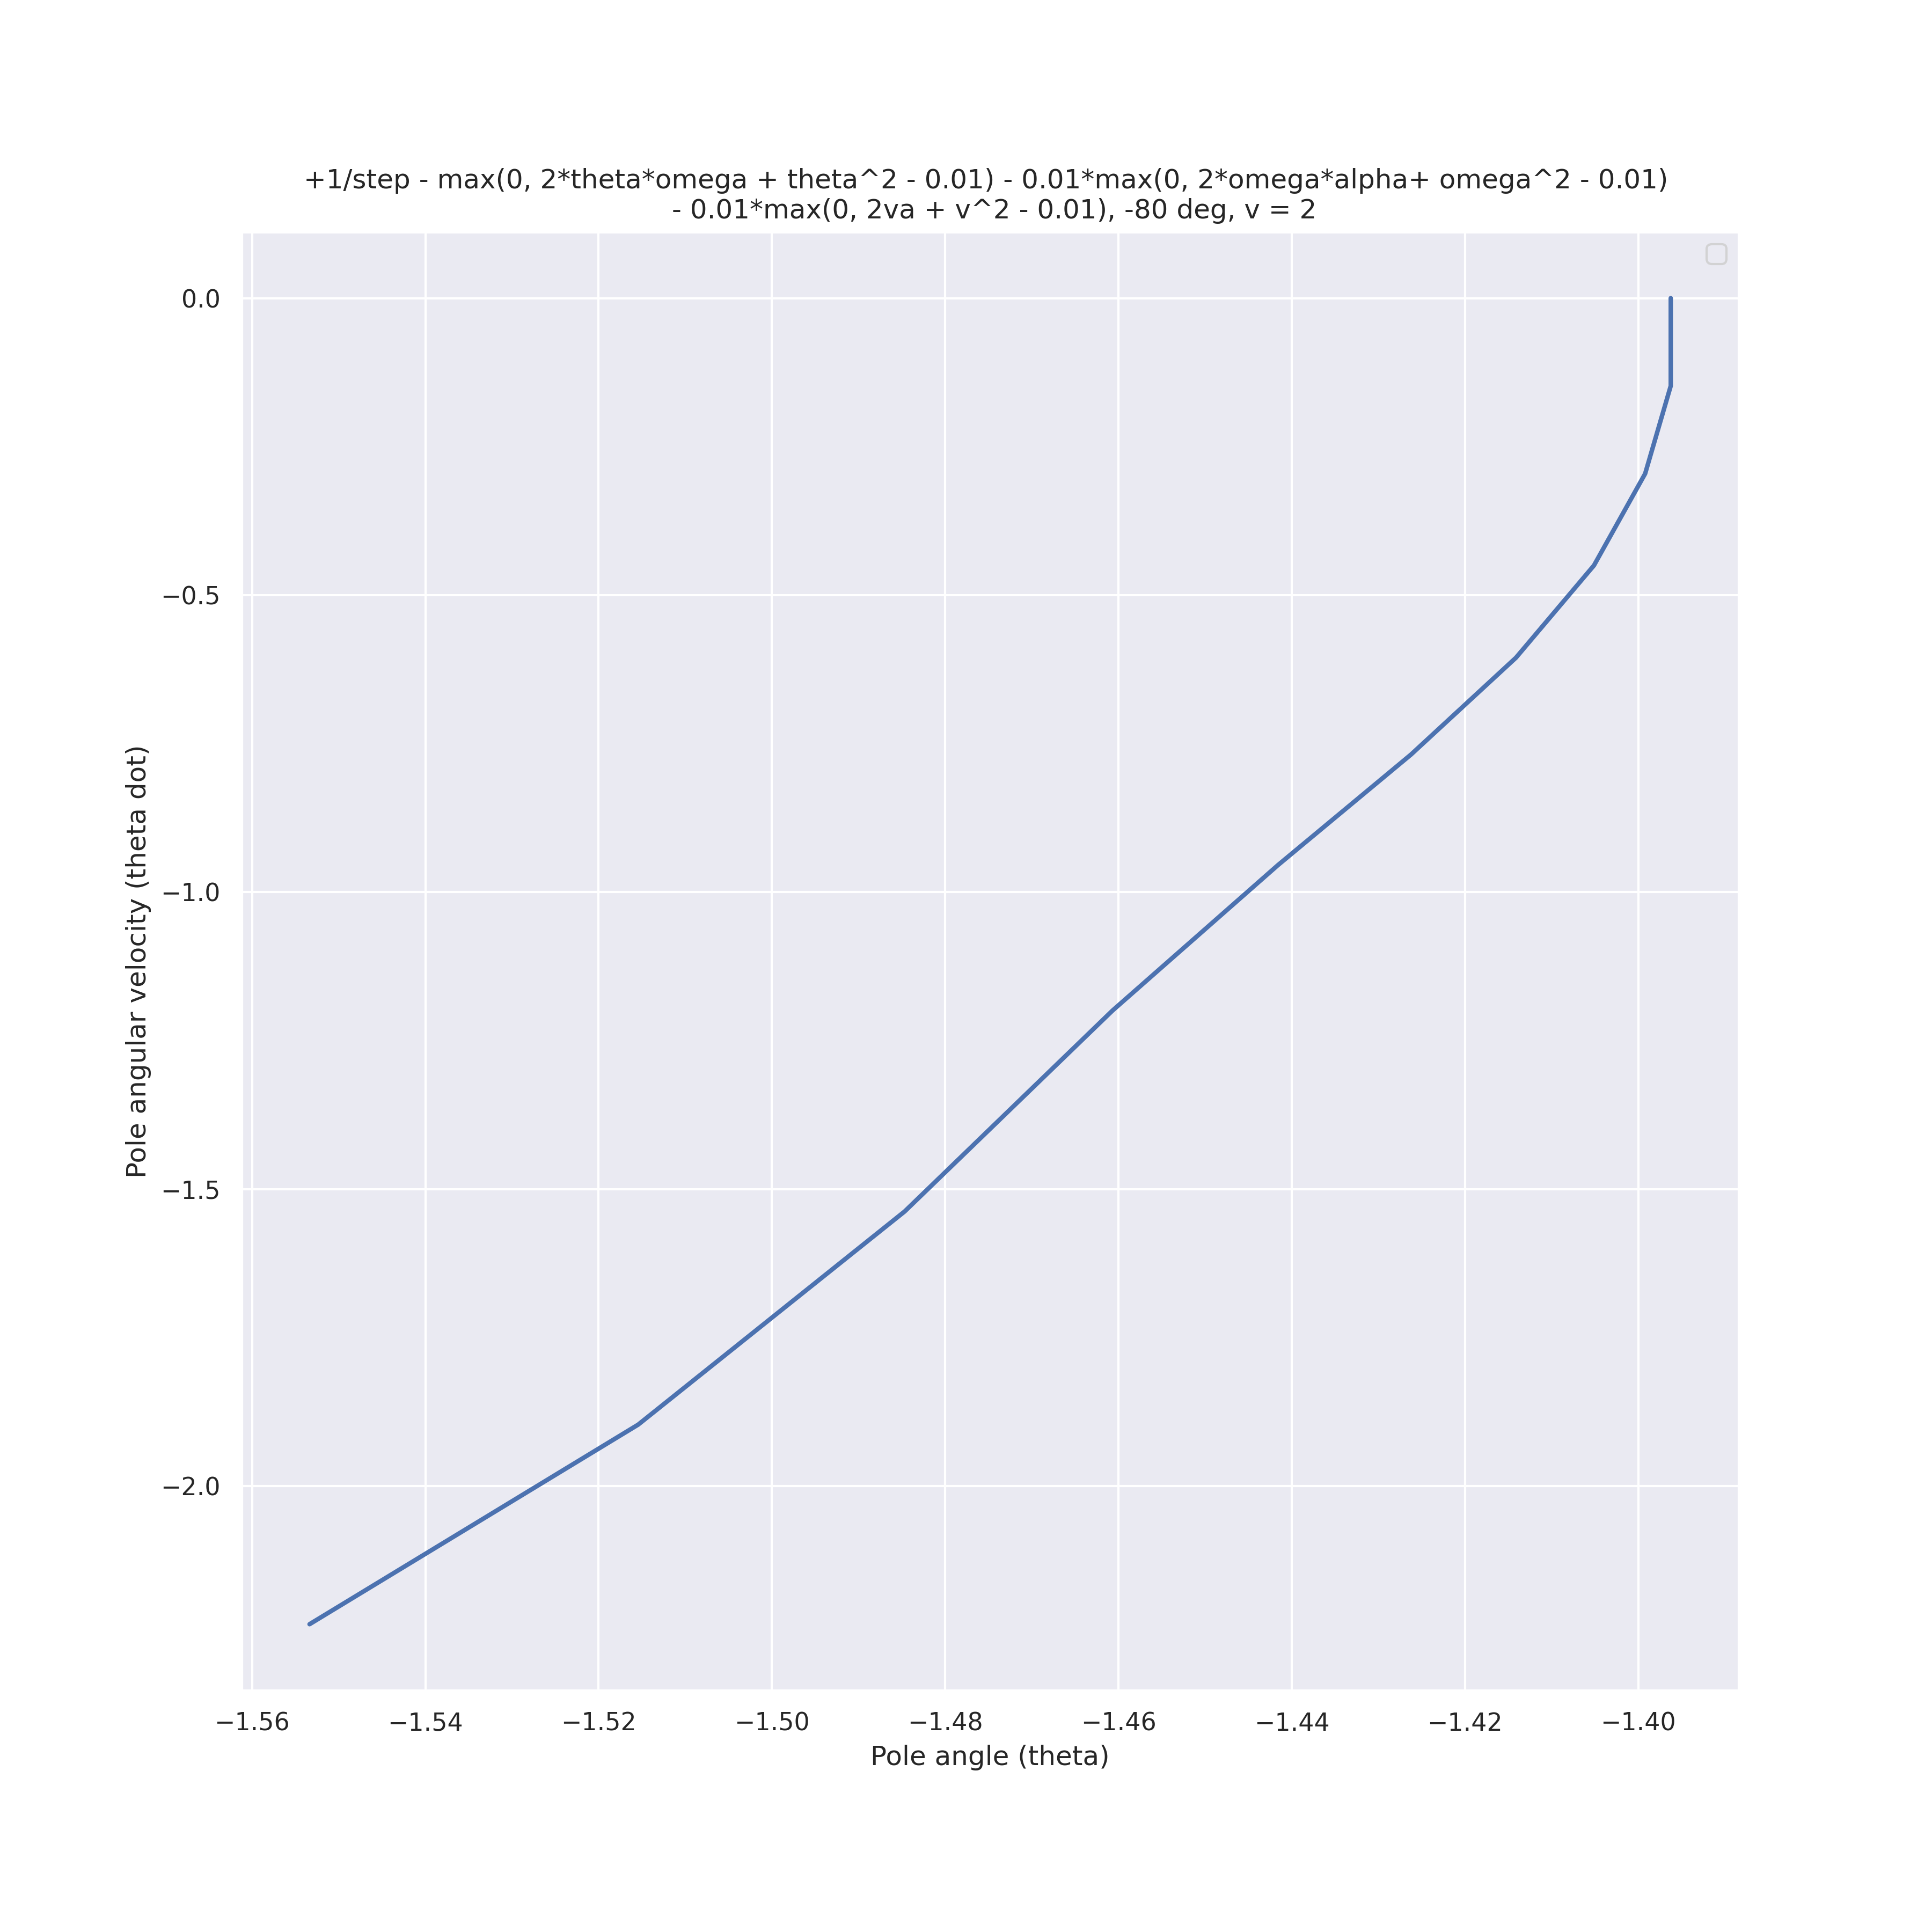 +1/step - max(0, 2*theta*omega + theta^2 - 0.01) - 0.01*max(0, 2*omega*alpha+ omega^2 - 0.01)
- 0.01*max(0, 2va + v^2 - 0.01), -80 deg, v = 2
0.0
−0.5
−1.0
−1.5
−2.0
Pole angular velocity (theta dot)
−1.56 −1.54 −1.52 −1.50 −1.48 −1.46 −1.44 −1.42 −1.40
Pole angle (theta)